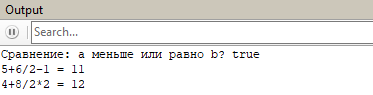 Output
Search...
Сравнение: a меньше или равно b? true
5+6/2-1 = 11
4+8/2*2 = 12